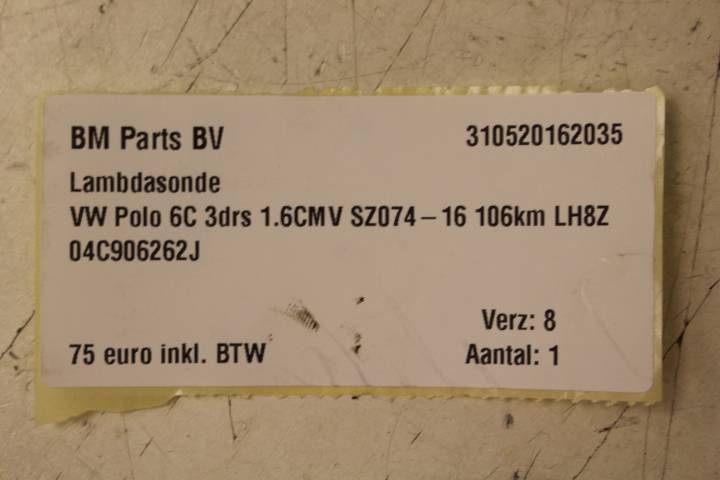 BM Parts BV 310520162035
Lambdasonde
VW Polo 6C 3drs 1.6CMV SZ074-16 106km LH8Z
04C906262J
Verz: 8
75 euro inkl. BTW Aantal: 1